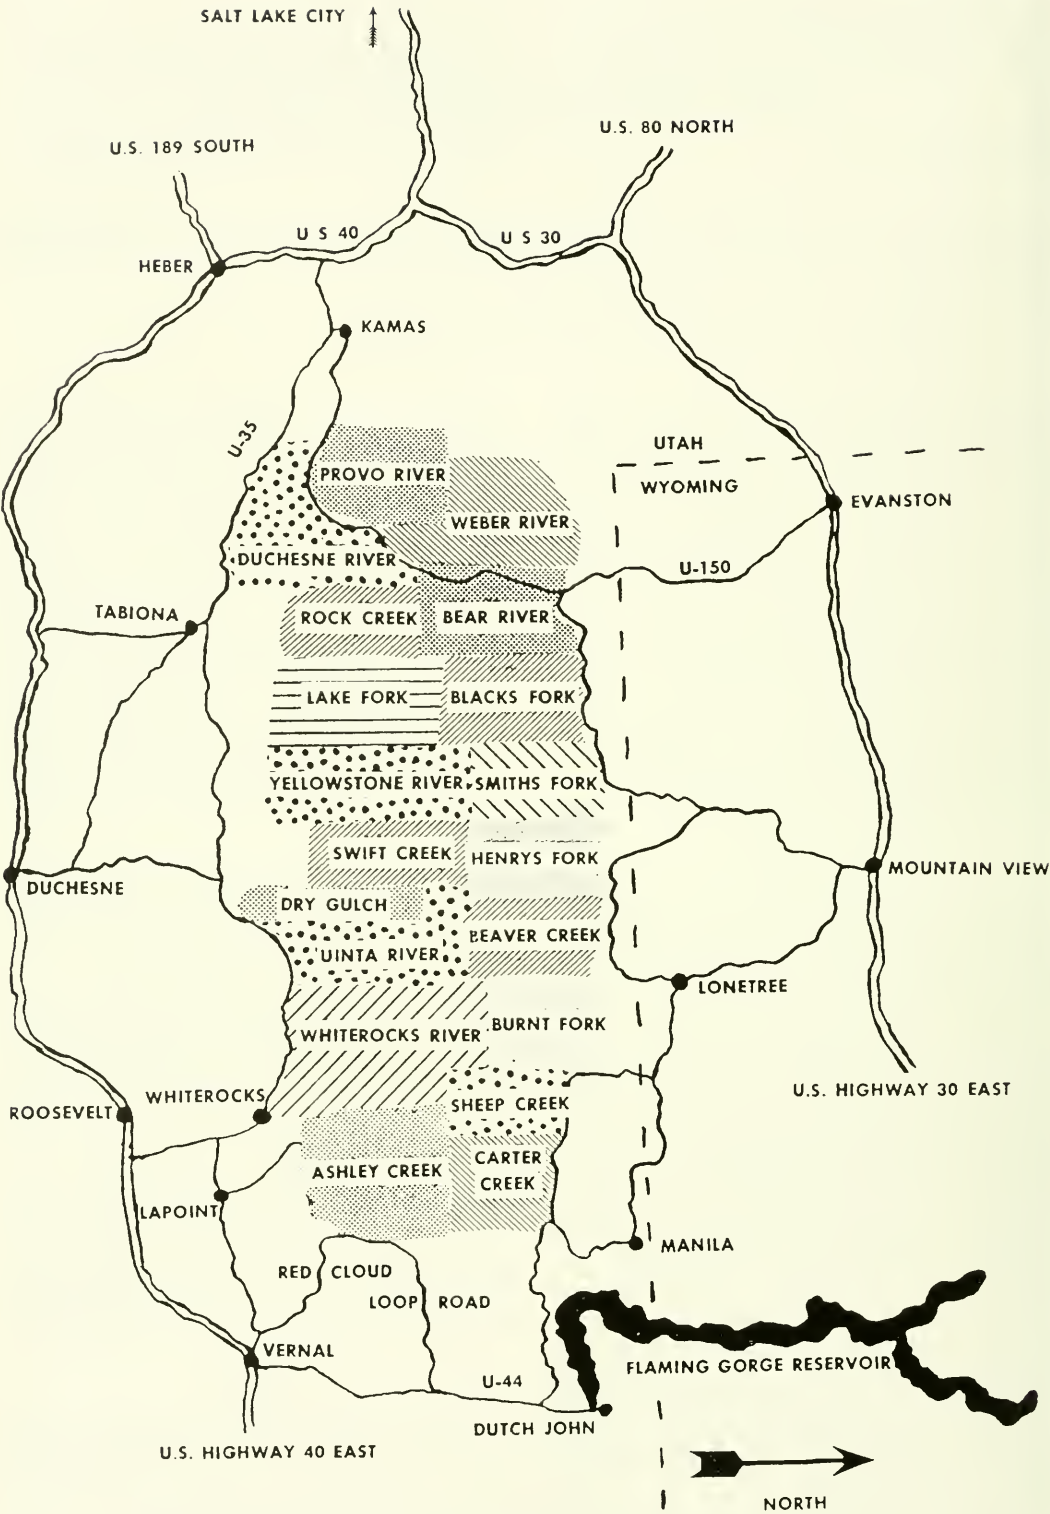 SALT LAKE CITY
U.S. 80 NORTH
U.S. 189 SOUTH
U S 40
U S 30
HEBER
KAMAS
U-35
UTAH
PROVO RIVER
WYOMING
EVANSTON
WEBER RIVER
DUCHESNE RIVER
U-150
TABIONA
ROCK CREEK
BEAR RIVER
LAKE FORK
BLACKS FORK
YELLOWSTONE RIVER
SMITHS FORK
SWIFT CREEK
HENRYS FORK
MOUNTAIN VIEW
DUCHESNE
DRY GULCH
BEAVER CREEK
UINTA RIVER
LONETREE
BURNT FORK
WHITEROCKS RIVER
U.S. HIGHWAY 30 EAST
WHITEROCKS
ROOSEVELT
SHEEP CREEK
CARTER
CREEK
ASHLEY CREEK
LAPOINT
MANILA
RED CLOUD
LOOP ROAD
VERNAL
FLAMING GORGE RESERVOIR
U-44
DUTCH JOHN
U.S. HIGHWAY 40 EAST
NORTH